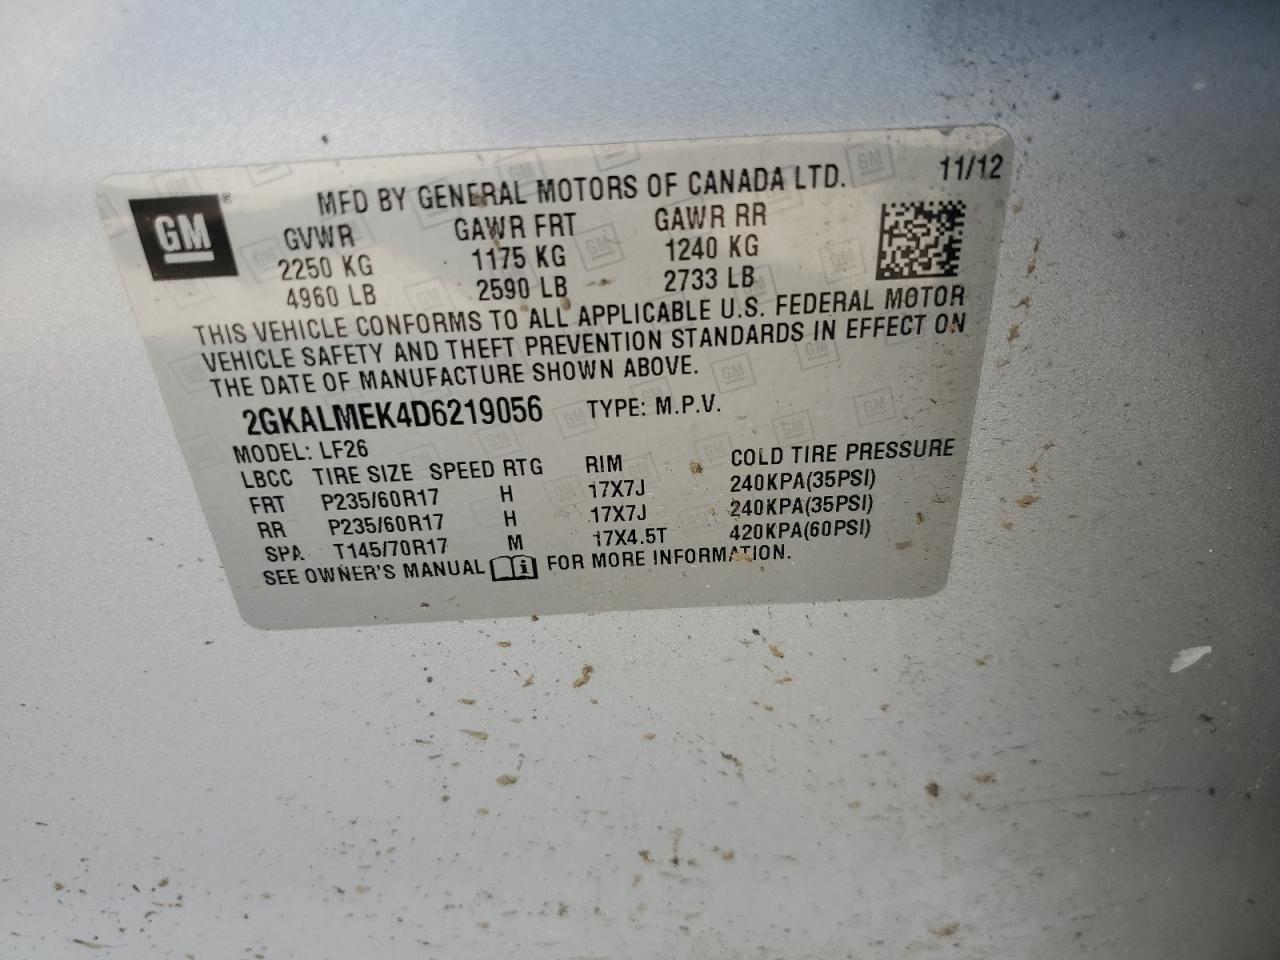 11/12
MFD BY GENERAL MOTORS OF CANADA LTD.
GM ®
GVWR GAWR FRT GAWR RR
2250 KG 1175 KG 1240 KG
4960 LB 2590 LB 2733 LB
THIS VEHICLE CONFORMS TO ALL APPLICABLE U.S. FEDERAL MOTOR
VEHICLE SAFETY AND THEFT PREVENTION STANDARDS IN EFFECT ON
THE DATE OF MANUFACTURE SHOWN ABOVE.
2GKALMEK4D6219056 TYPE: M.P.V.
MODEL: LF26
LBCC TIRE SIZE SPEED RTG RIM COLD TIRE PRESSURE
FRT P235/60R17 H 17X7J 240KPA(35PSI)
RR P235/60R17 H 17X7J 240KPA(35PSI)
SPA T145/70R17 M 17X4.5T 420KPA(60PSI)
SEE OWNER'S MANUAL i FOR MORE INFORMATION.